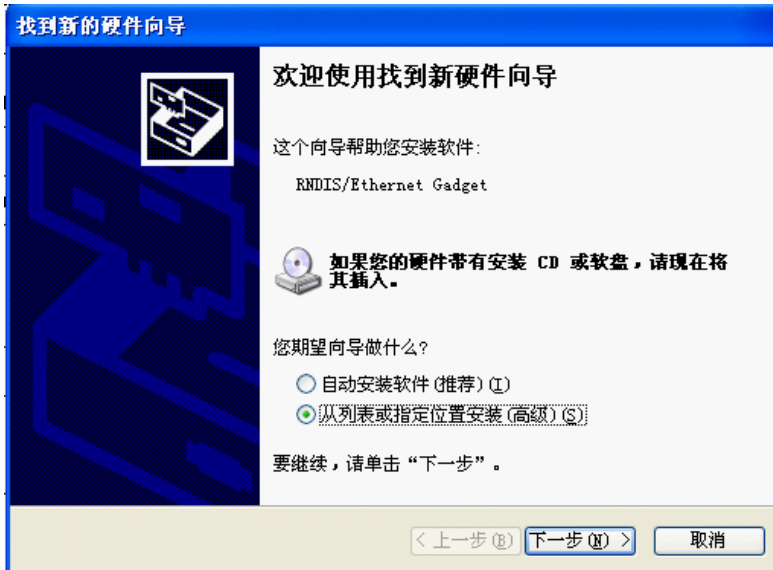 找到新的硬件向导
欢迎使用找到新硬件向导
这个向导帮助您安装软件:
RNDIS/Ethernet Gadget
如果您的硬件带有安装 CD 或软盘，请现在将
其插入。
您期望向导做什么?
自动安装软件(推荐)(I)
从列表或指定位置安装(高级)(S)
要继续，请单击“下一步”。
< 上一步(B)
下一步(N) >
取消